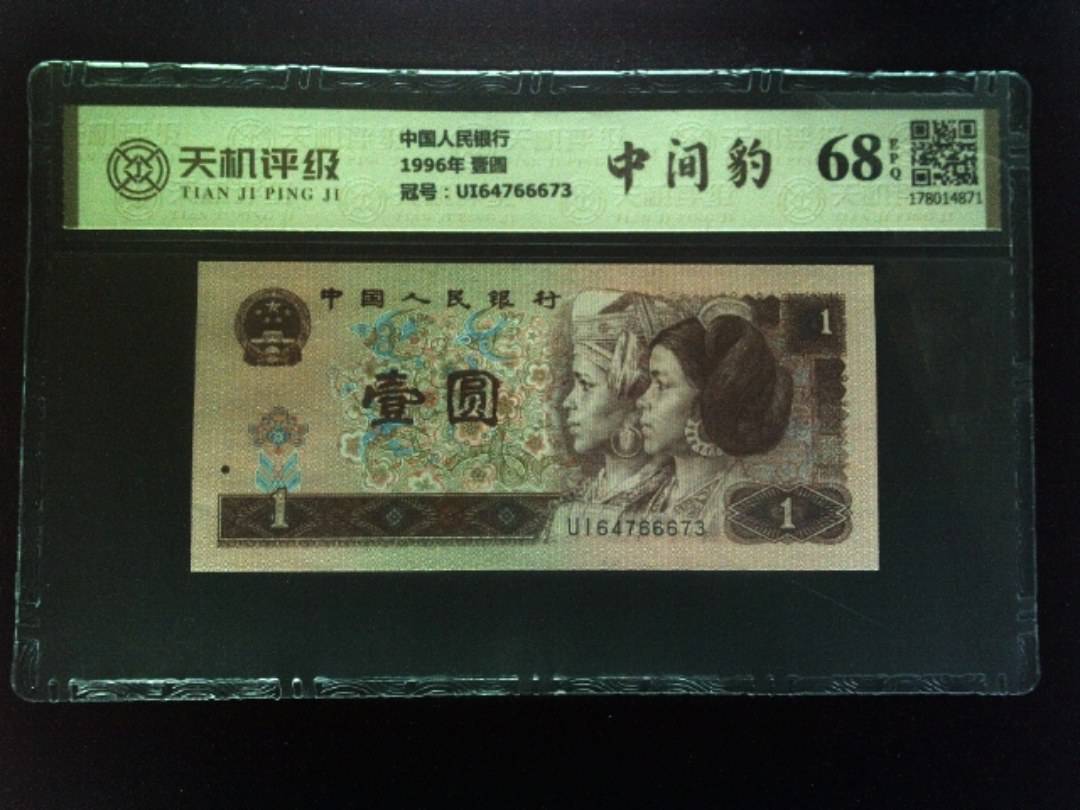 天机评级
TIAN JI PING JI
中国人民银行
1996年 壹圆
冠号：UI64766673
中间豹
68
EPQ
178014871
中国人民银行
壹圆
1
1
UI64766673
1